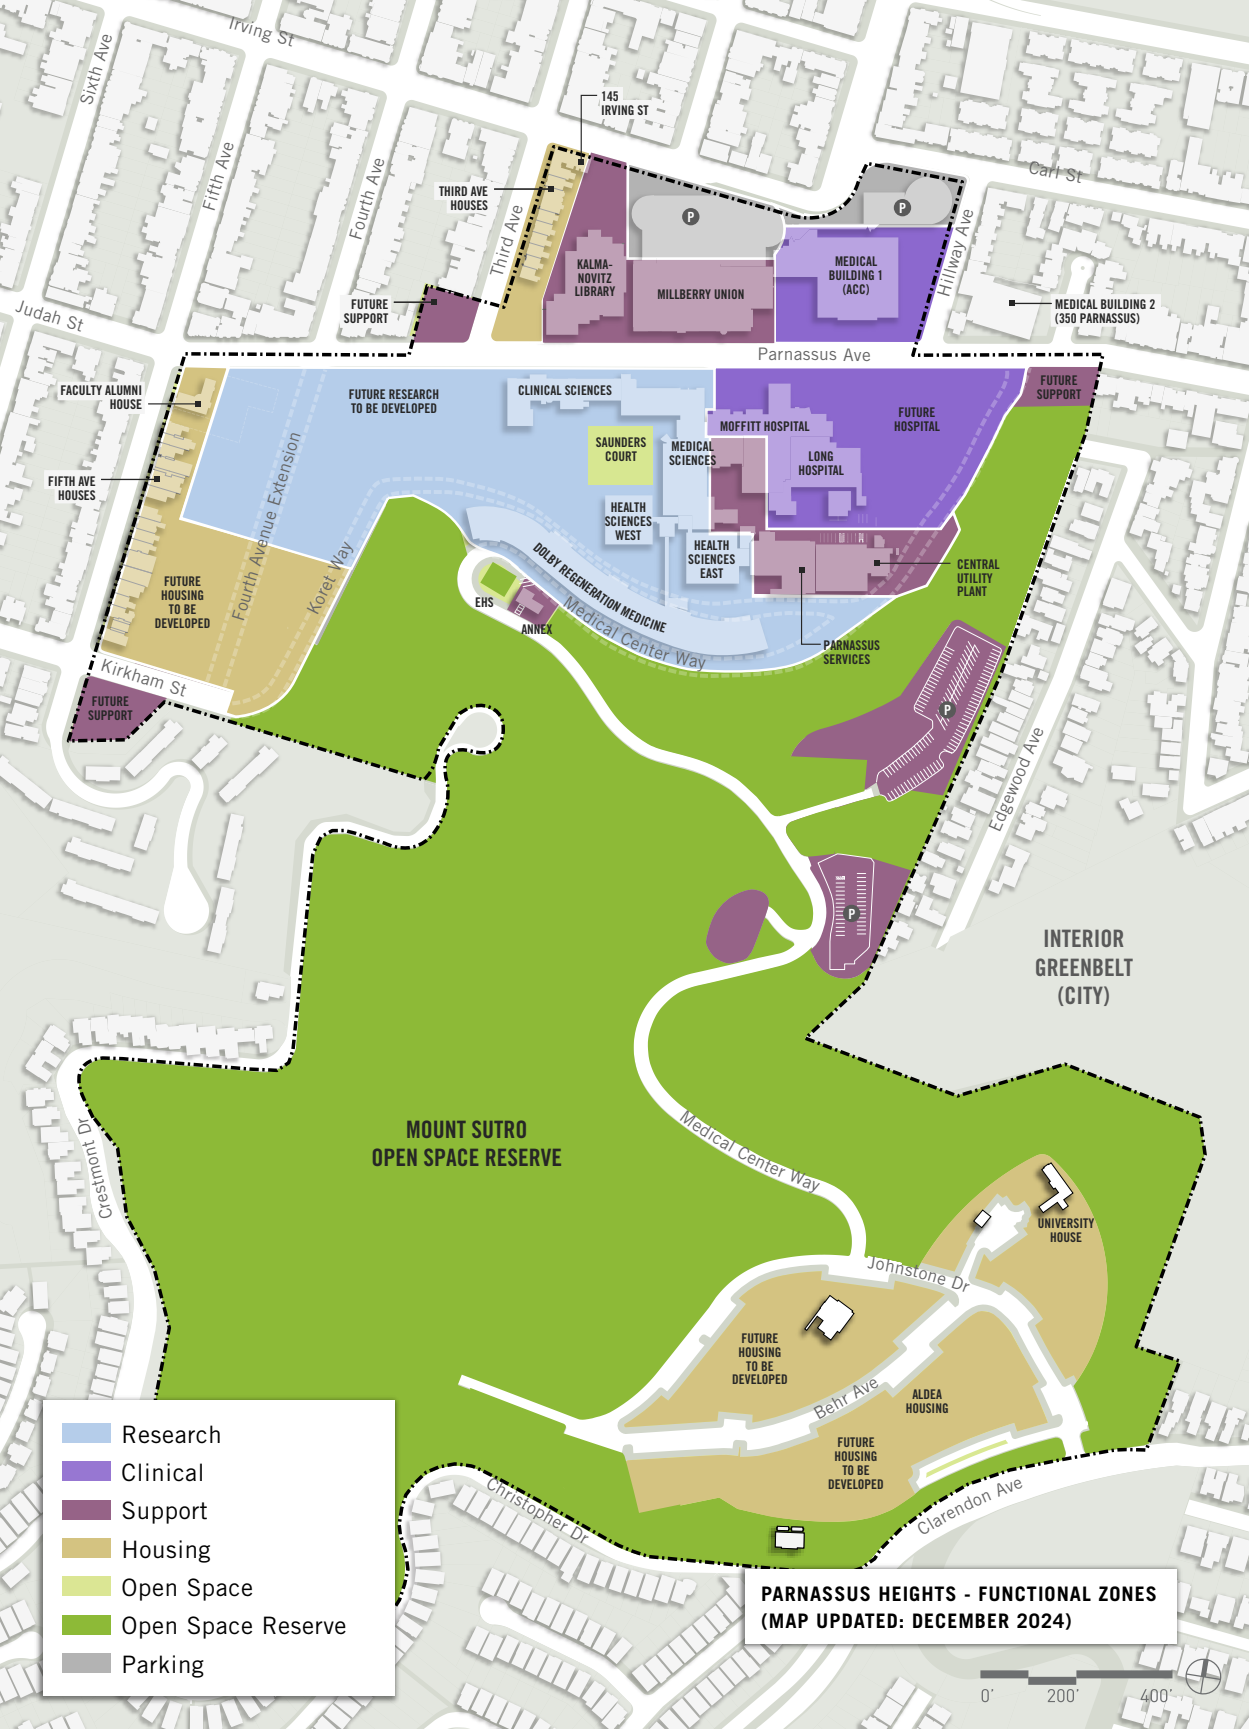 Irving St
Sixth Ave
Fifth Ave
Fourth Ave
Third Ave
145
IRVING ST
THIRD AVE
HOUSES
Carl St
Hillway Ave
P
P
KALMA-
NOVITZ
LIBRARY
MILLBERRY UNION
MEDICAL
BUILDING 1
(ACC)
MEDICAL BUILDING 2
(350 PARNASSUS)
FUTURE
SUPPORT
Judah St
Parnassus Ave
FACULTY ALUMNI
HOUSE
FUTURE RESEARCH
TO BE DEVELOPED
CLINICAL SCIENCES
FUTURE
SUPPORT
MOFFITT HOSPITAL
FUTURE
HOSPITAL
SAUNDERS
COURT
MEDICAL
SCIENCES
LONG
HOSPITAL
FIFTH AVE
HOUSES
Fourth Avenue Extension
Koret Way
HEALTH
SCIENCES
WEST
HEALTH
SCIENCES
EAST
DOLBY REGENERATION MEDICINE
Medical Center Way
CENTRAL
UTILITY
PLANT
FUTURE
HOUSING
TO BE
DEVELOPED
EHS
ANNEX
PARNASSUS
SERVICES
Kirkham St
FUTURE
SUPPORT
P
Edgewood Ave
P
INTERIOR
GREENBELT
(CITY)
MOUNT SUTRO
OPEN SPACE RESERVE
Crestmont Dr
Medical Center Way
UNIVERSITY
HOUSE
Johnstone Dr
FUTURE
HOUSING
TO BE
DEVELOPED
Behr Ave
ALDEA
HOUSING
FUTURE
HOUSING
TO BE
DEVELOPED
Christopher Dr
Clarendon Ave
Research
Clinical
Support
Housing
Open Space
Open Space Reserve
Parking
PARNASSUS HEIGHTS - FUNCTIONAL ZONES
(MAP UPDATED: DECEMBER 2024)
0' 200' 400'